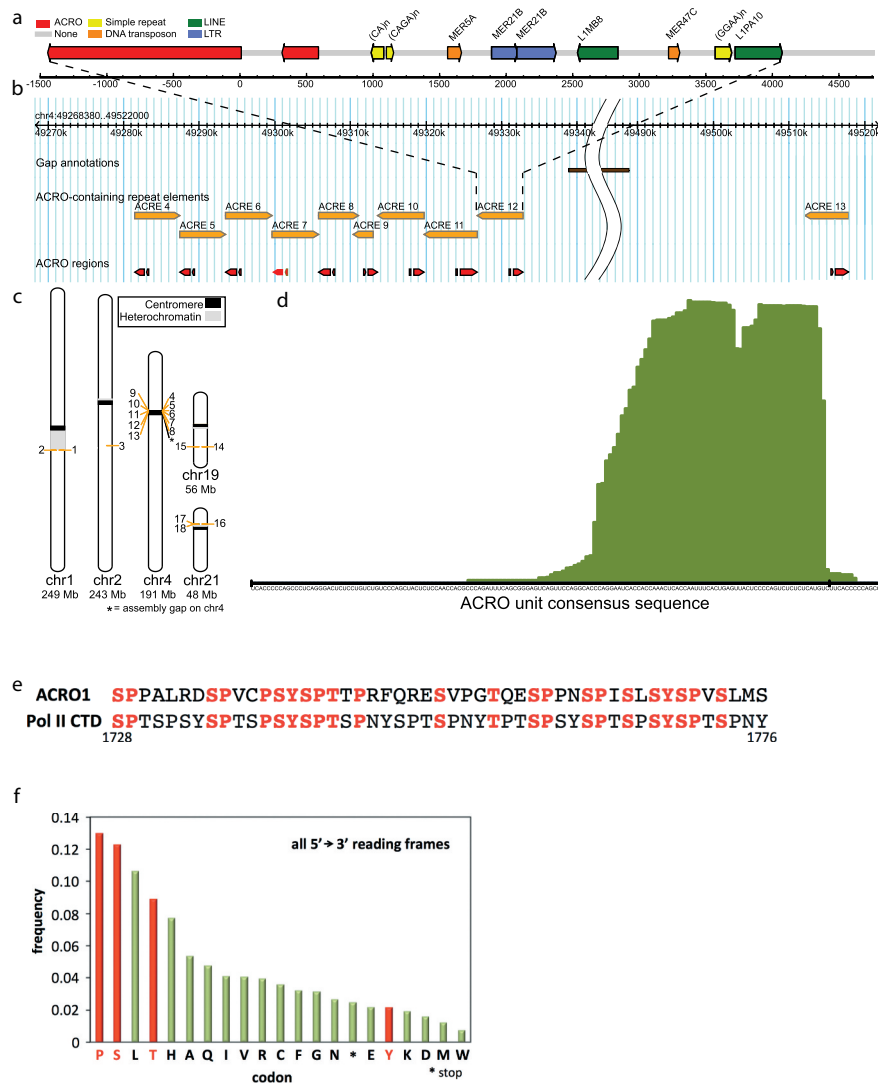 a
ACRO
Simple repeat
LINE
None
DNA transposon
LTR
(CA)n
(CAGA)n
MER5A
MER21B
MER21B
L1MB8
MER47C
(GGAA)n
L1PA10
-1500 -1000 -500 0 500 1000 1500 2000 2500 3000 3500 4000 4500
b
chr4:49268380..49522000
49270k 49280k 49290k 49300k 49310k 49320k 49330k 49340k 49490k 49500k 49510k 49520k
Gap annotations
ACRO-containing repeat elements
ACRE 4 ACRE 6 ACRE 8 ACRE 10 ACRE 12 ACRE 13
ACRE 5 ACRE 7 ACRE 9 ACRE 11
ACRO regions
c
Centromere
Heterochromatin
2 1
3
9 10 11 12 13
4 5 6 7 8
*
15 14
17 18 16
chr19
56 Mb
chr1 chr2 chr4 chr21
249 Mb 243 Mb 191 Mb 48 Mb
*= assembly gap on chr4
d
ACRO unit consensus sequence
e
ACRO1 SPPALRDSPVCPSYSPTTPRFQRESVPGTQESPPNSPISLSYSPVSLMS
Pol II CTD SPTSPSYSPTSPSYSPTSPNYSPTSPNYTPTSPSYSPTSPSYSPTSPNY
1728 1776
f
all 5'→3' reading frames
0.14
0.12
0.10
0.08
0.06
0.04
0.02
0
frequency
P S L T H A Q I V R C F G N * E Y K D M W
codon
* stop